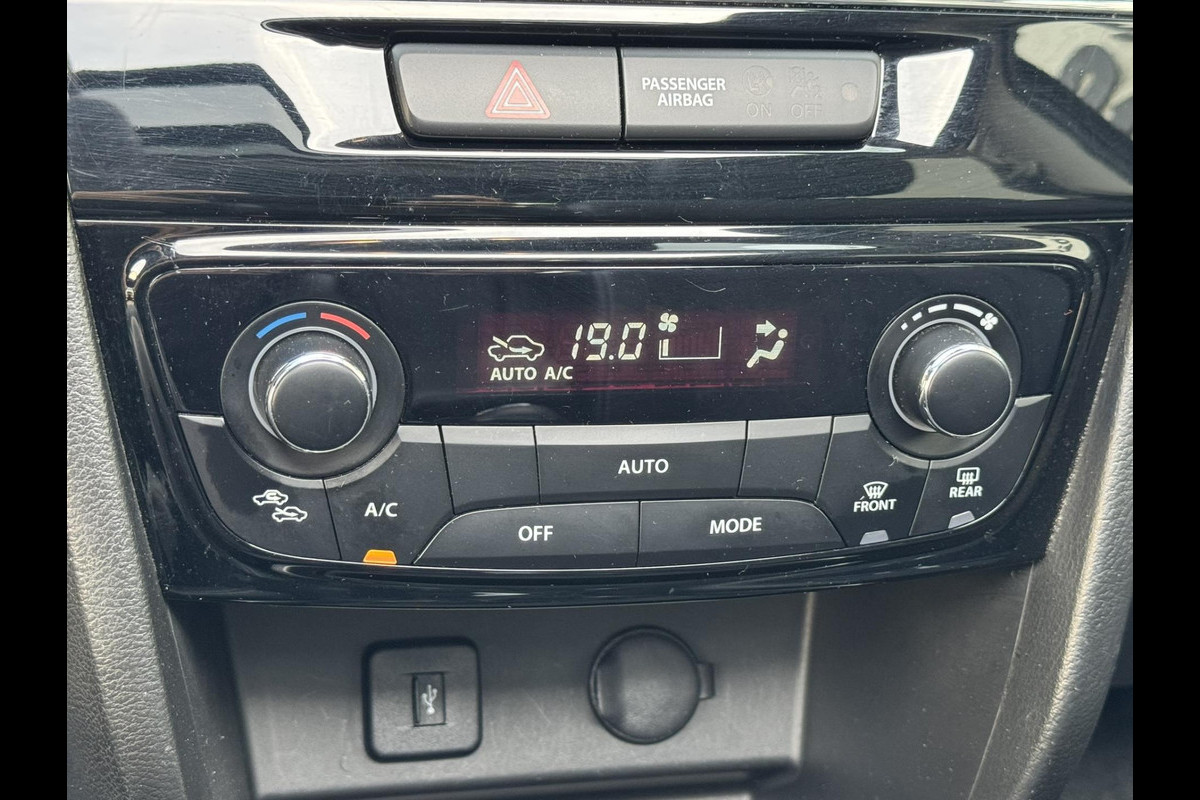 PASSENGER
AIRBAG
ON OFF
19.0
AUTO A/C
AUTO
A/C
OFF
MODE
FRONT
REAR